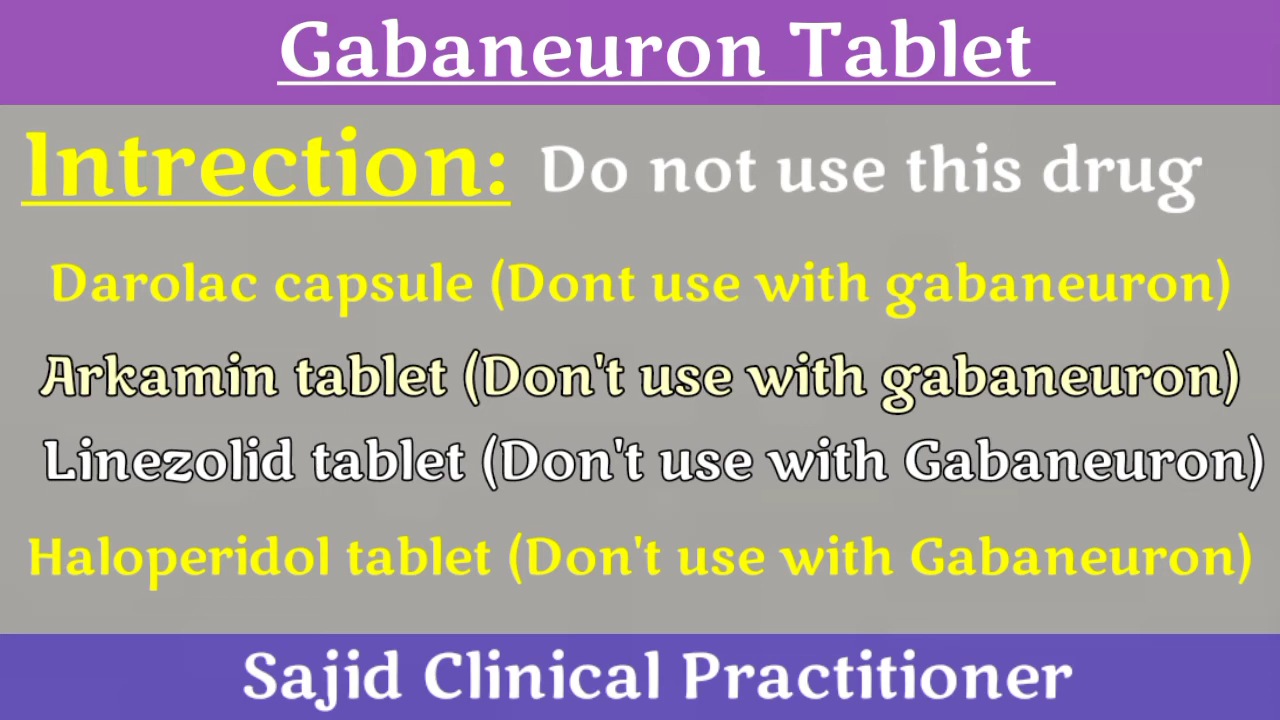 Gabaneuron Tablet
Intrection: Do not use this drug
Darolac capsule (Dont use with gabaneuron)
Arkamin tablet (Don't use with gabaneuron)
Linezolid tablet (Don't use with Gabaneuron)
Haloperidol tablet (Don't use with Gabaneuron)
Sajid Clinical Practitioner